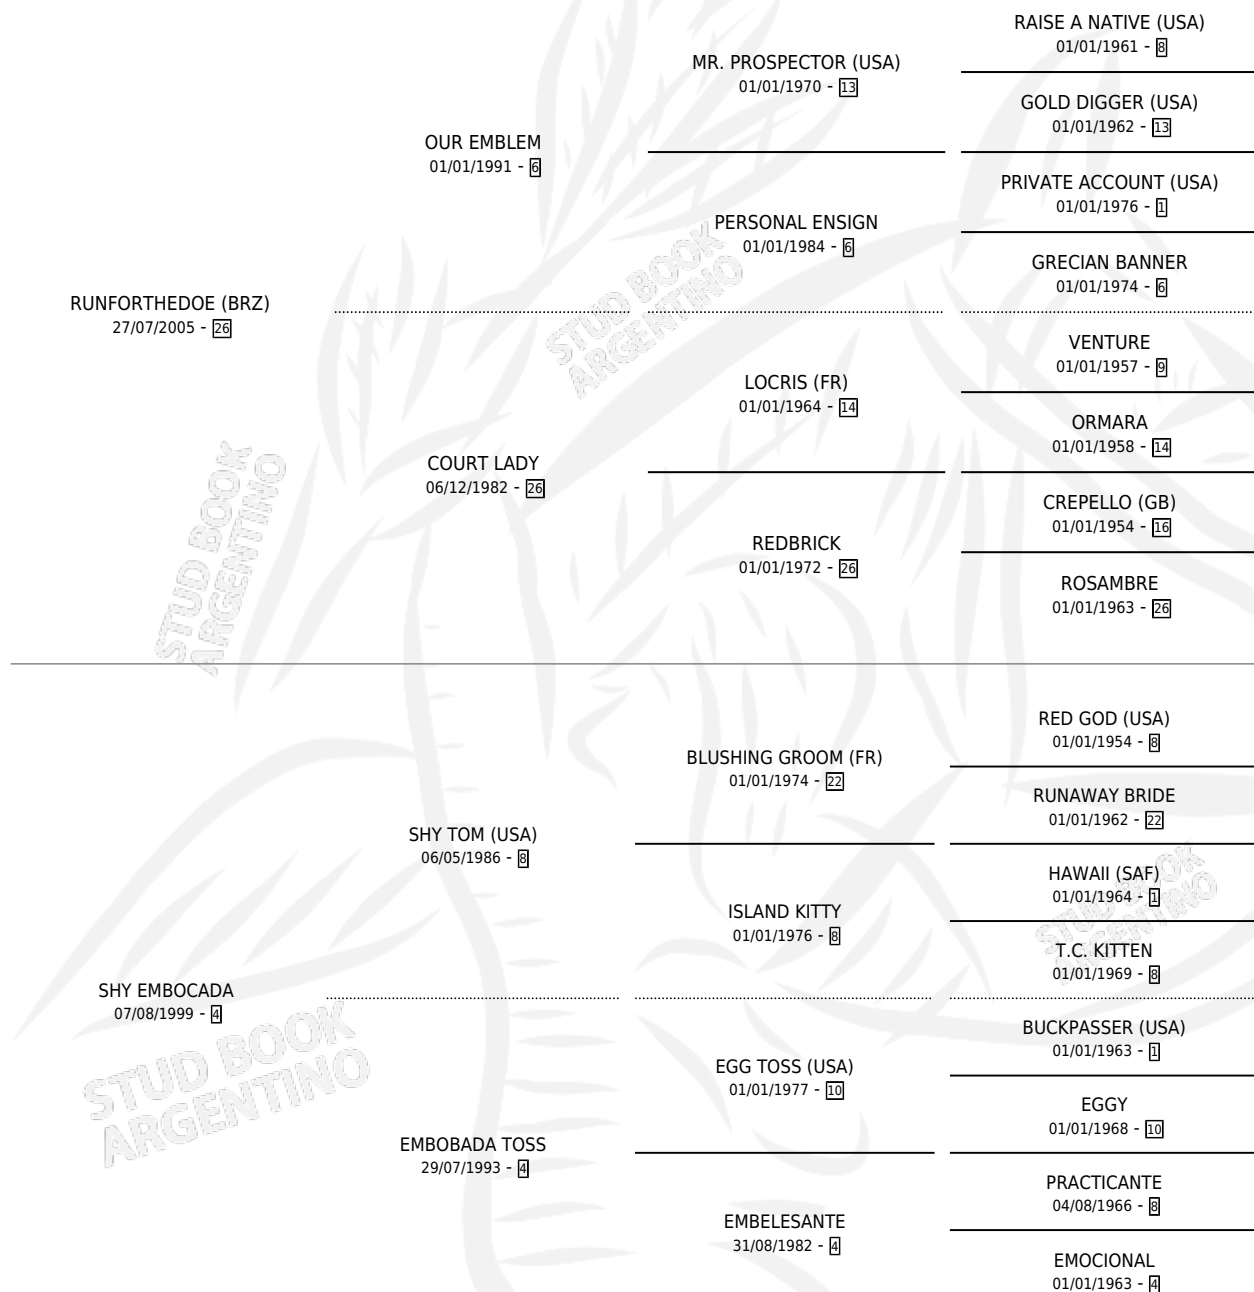 RAISE A NATIVE (USA)
01/01/1961 - 8
MR. PROSPECTOR (USA)
01/01/1970 - 13
GOLD DIGGER (USA)
01/01/1962 - 13
OUR EMBLEM
01/01/1991 - 6
PRIVATE ACCOUNT (USA)
01/01/1976 - 1
PERSONAL ENSIGN
01/01/1984 - 6
GRECIAN BANNER
01/01/1974 - 6
RUNFORTHEDOE (BRZ)
27/07/2005 - 26
STUD BOOK
ARGENTINO
VENTURE
01/01/1957 - 9
LOCRIS (FR)
01/01/1964 - 14
ORMARA
01/01/1958 - 14
COURT LADY
06/12/1982 - 26
CREPELLO (GB)
01/01/1954 - 16
REDBRICK
01/01/1972 - 26
ROSAMBRE
01/01/1963 - 26
STUD BOOK
ARGENTINO
RED GOD (USA)
01/01/1954 - 8
BLUSHING GROOM (FR)
01/01/1974 - 22
RUNAWAY BRIDE
01/01/1962 - 22
SHY TOM (USA)
06/05/1986 - 8
HAWAII (SAF)
01/01/1964 - 1
ISLAND KITTY
01/01/1976 - 8
STUD BOOK
ARGENTINO
T.C. KITTEN
01/01/1969 - 8
SHY EMBOCADA
07/08/1999 - 4
BUCKPASSER (USA)
01/01/1963 - 1
EGG TOSS (USA)
01/01/1977 - 10
STUD BOOK
ARGENTINO
EGGY
01/01/1968 - 10
EMBOBADA TOSS
29/07/1993 - 4
PRACTICANTE
04/08/1966 - 8
EMBELESANTE
31/08/1982 - 4
EMOCIONAL
01/01/1963 - 4